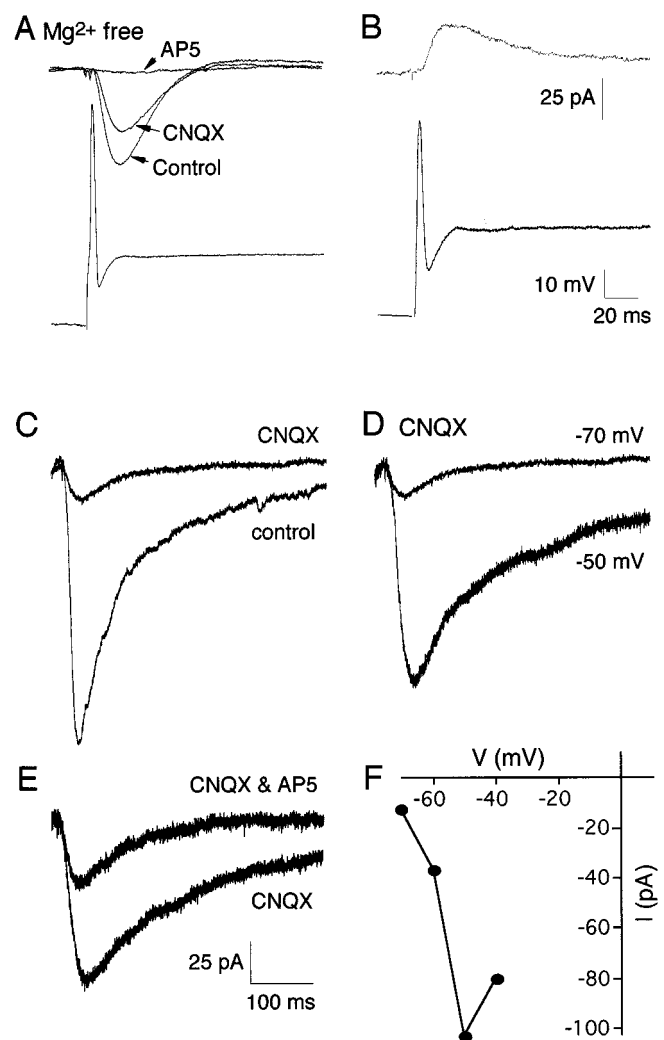 A Mg2+ free
AP5
CNQX
Control
B
25 pA
10 mV
20 ms
C
CNQX
control
D CNQX
-70 mV
-50 mV
E
CNQX & AP5
CNQX
25 pA
100 ms
F
V (mV)
-60 -40 -20
-20
-40
-60
-80
-100
I (pA)